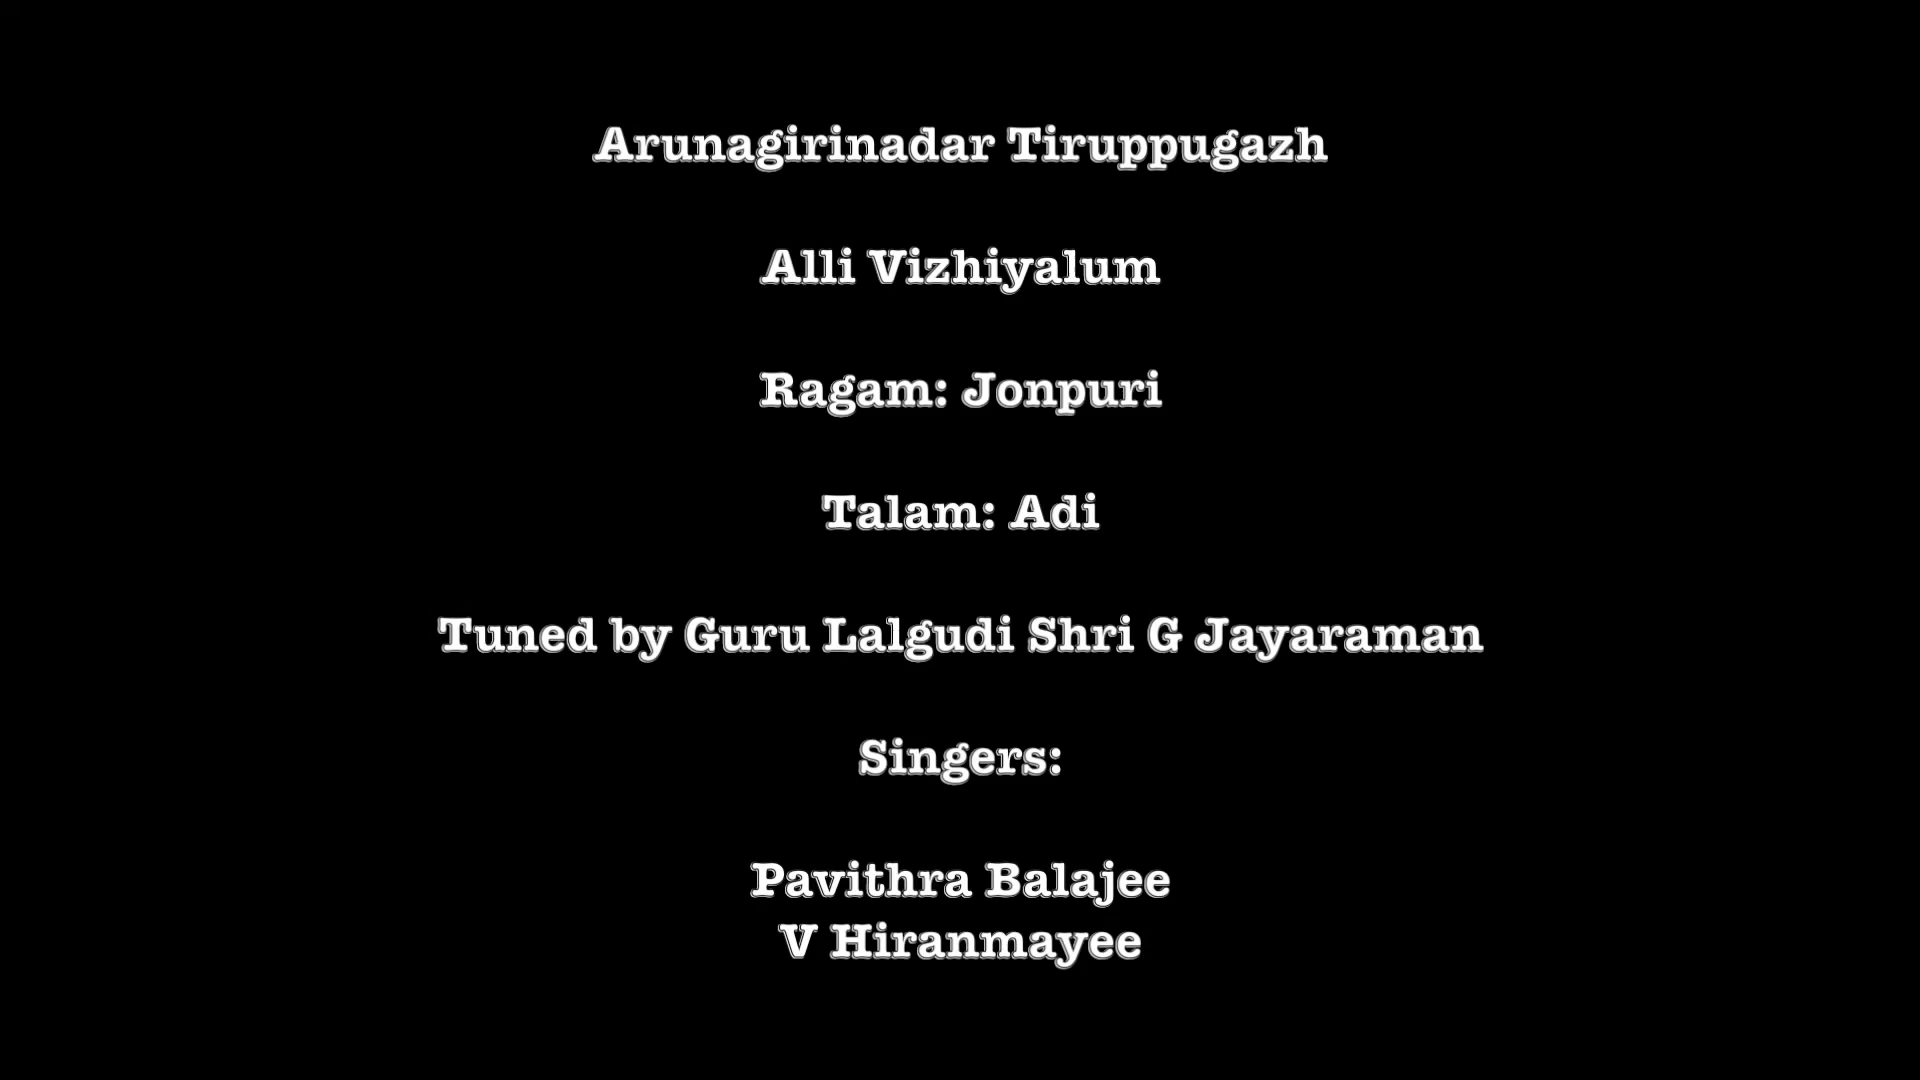 Arunagirinadar Tiruppugazh
Alli Vizhiyalum
Ragam: Jonpuri
Talam: Adi
Tuned by Guru Lalgudi Shri G Jayaraman
Singers:
Pavithra Balajee
V Hiranmayee